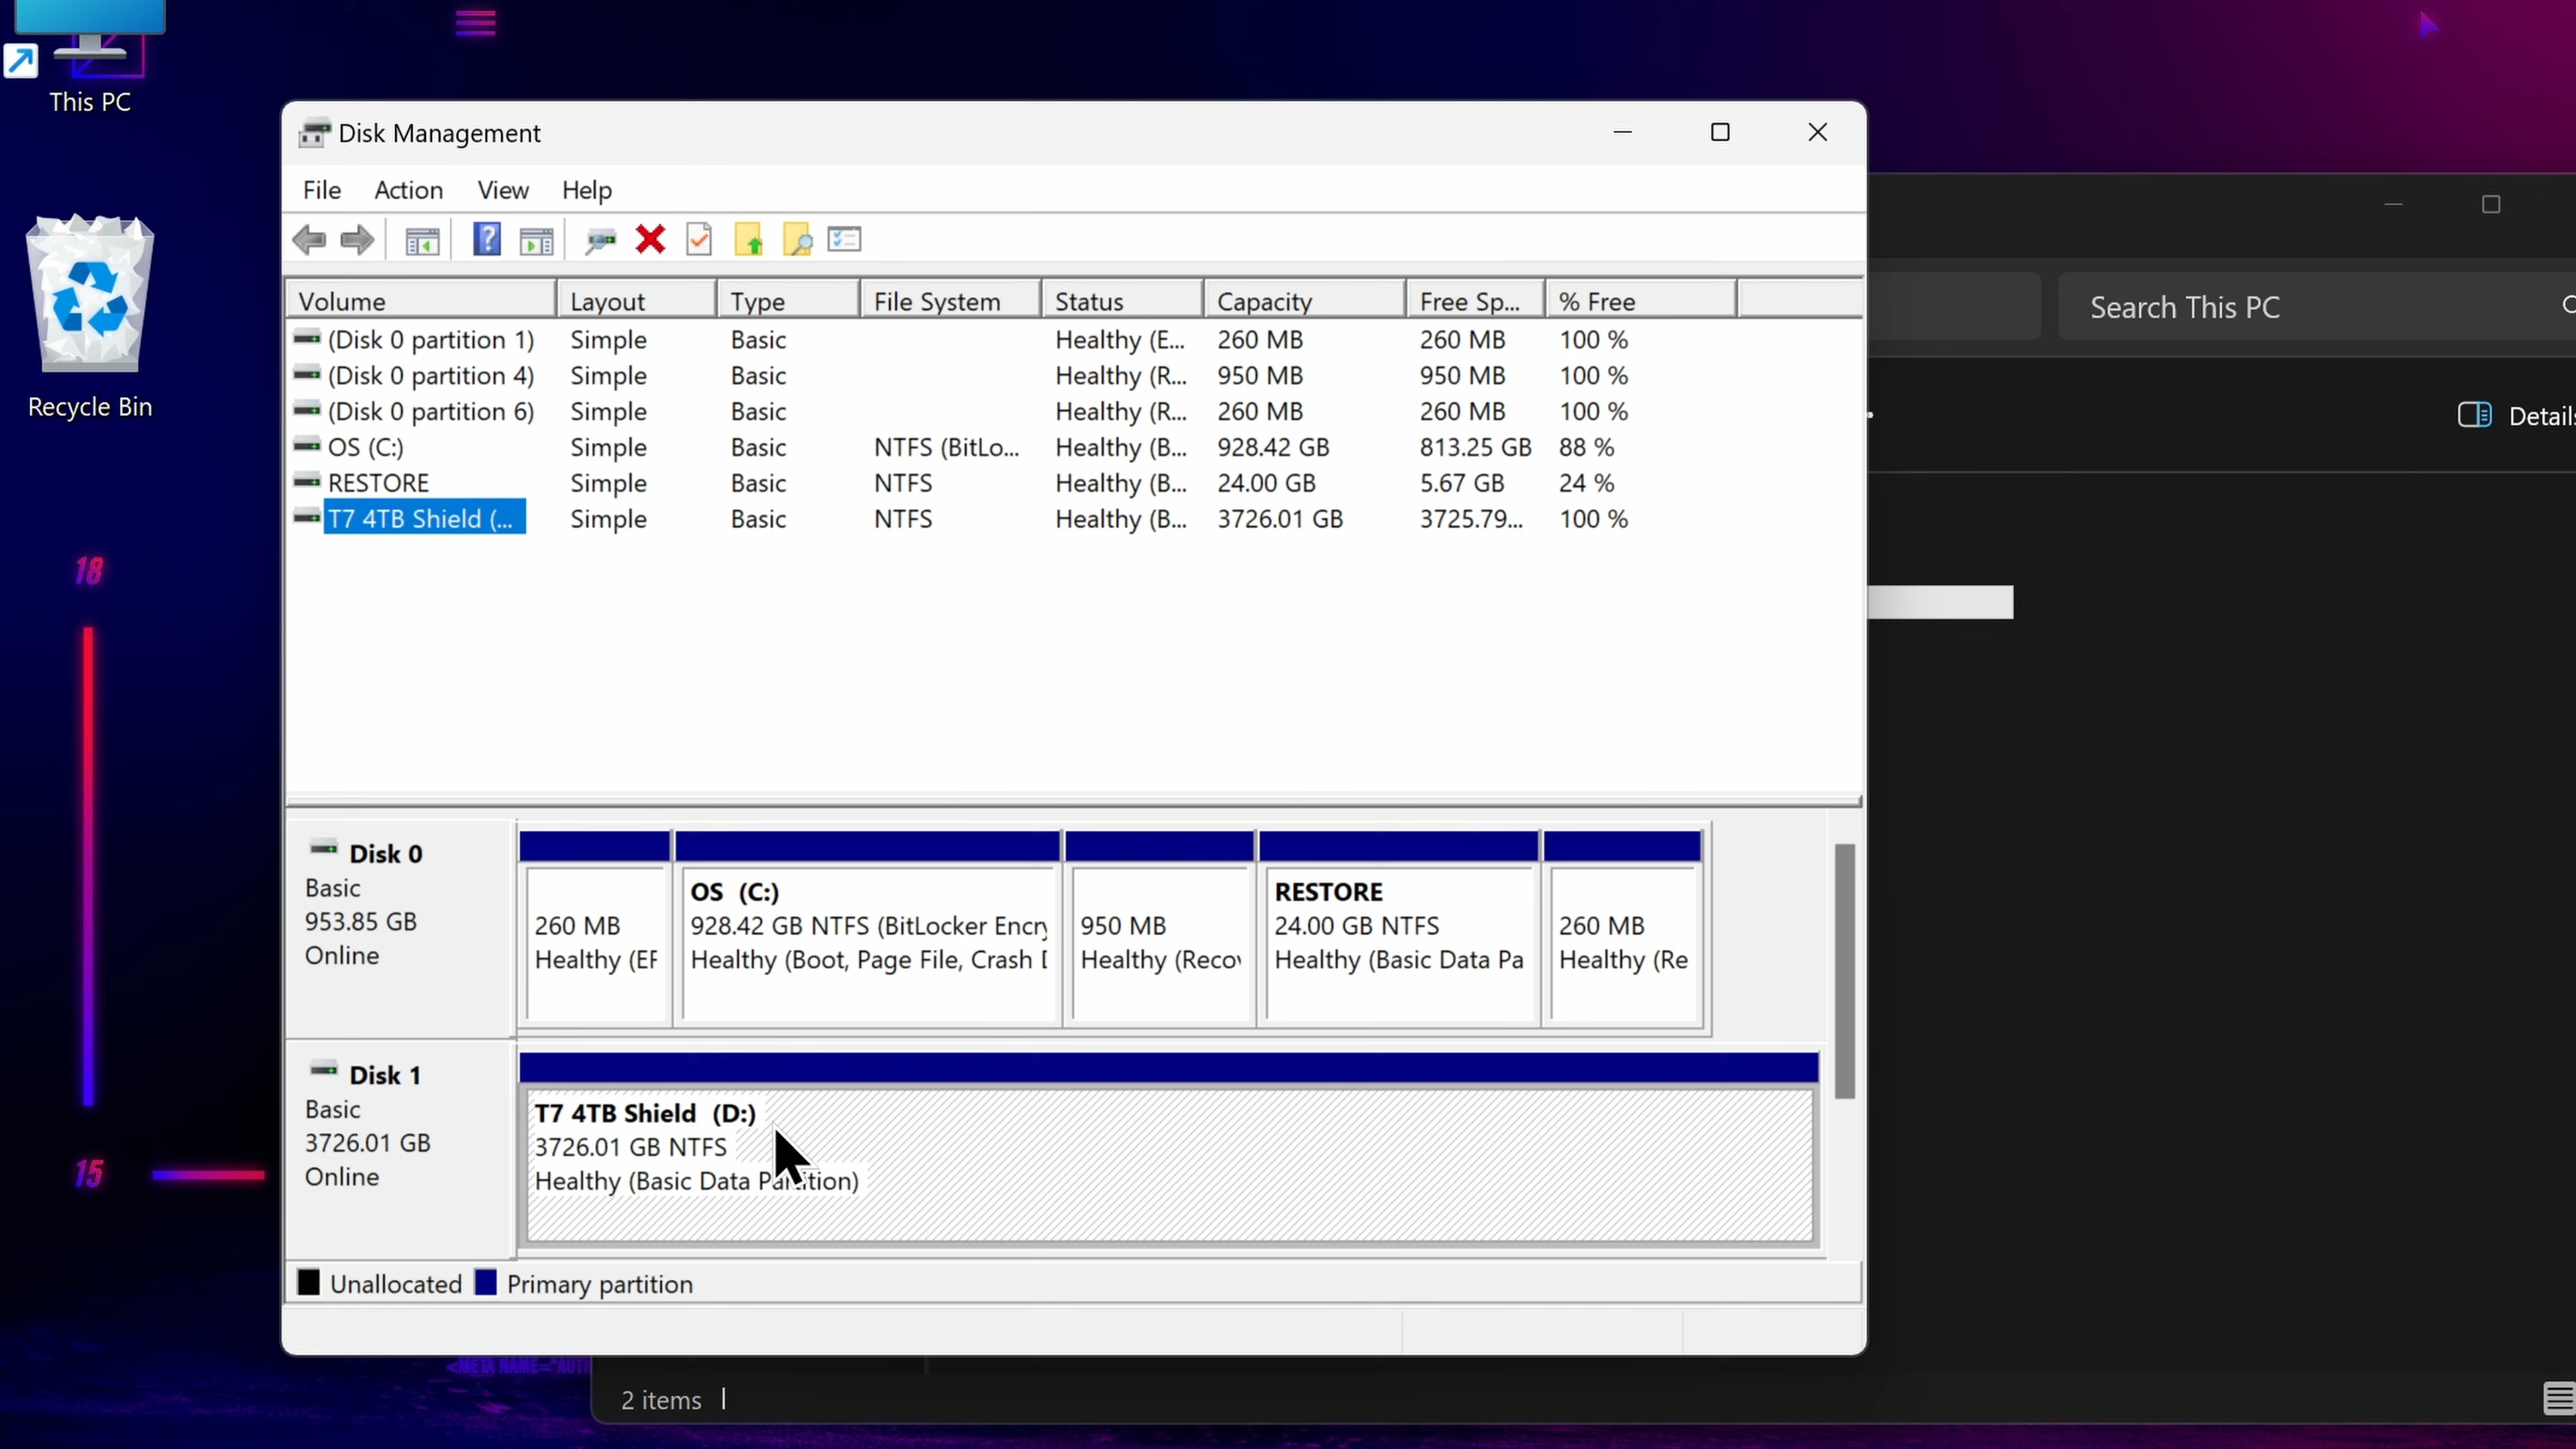 This PC
Recycle Bin
18
15
Disk Management
File Action View Help
Volume Layout Type File System Status Capacity Free Sp... % Free
(Disk 0 partition 1) Simple Basic Healthy (E... 260 MB 260 MB 100 %
(Disk 0 partition 4) Simple Basic Healthy (R... 950 MB 950 MB 100 %
(Disk 0 partition 6) Simple Basic Healthy (R... 260 MB 260 MB 100 %
OS (C:) Simple Basic NTFS (BitLo... Healthy (B... 928.42 GB 813.25 GB 88 %
RESTORE Simple Basic NTFS Healthy (B... 24.00 GB 5.67 GB 24 %
T7 4TB Shield (... Simple Basic NTFS Healthy (B... 3726.01 GB 3725.79... 100 %
Disk 0
Basic
953.85 GB
Online
260 MB
Healthy (EF
OS (C:)
928.42 GB NTFS (BitLocker Encry
Healthy (Boot, Page File, Crash D
950 MB
Healthy (Recov
RESTORE
24.00 GB NTFS
Healthy (Basic Data Pa
260 MB
Healthy (Re
Disk 1
Basic
3726.01 GB
Online
T7 4TB Shield (D:)
3726.01 GB NTFS
Healthy (Basic Data Partition)
Unallocated Primary partition
Search This PC
Details
<META NAME="AUTH
2 items